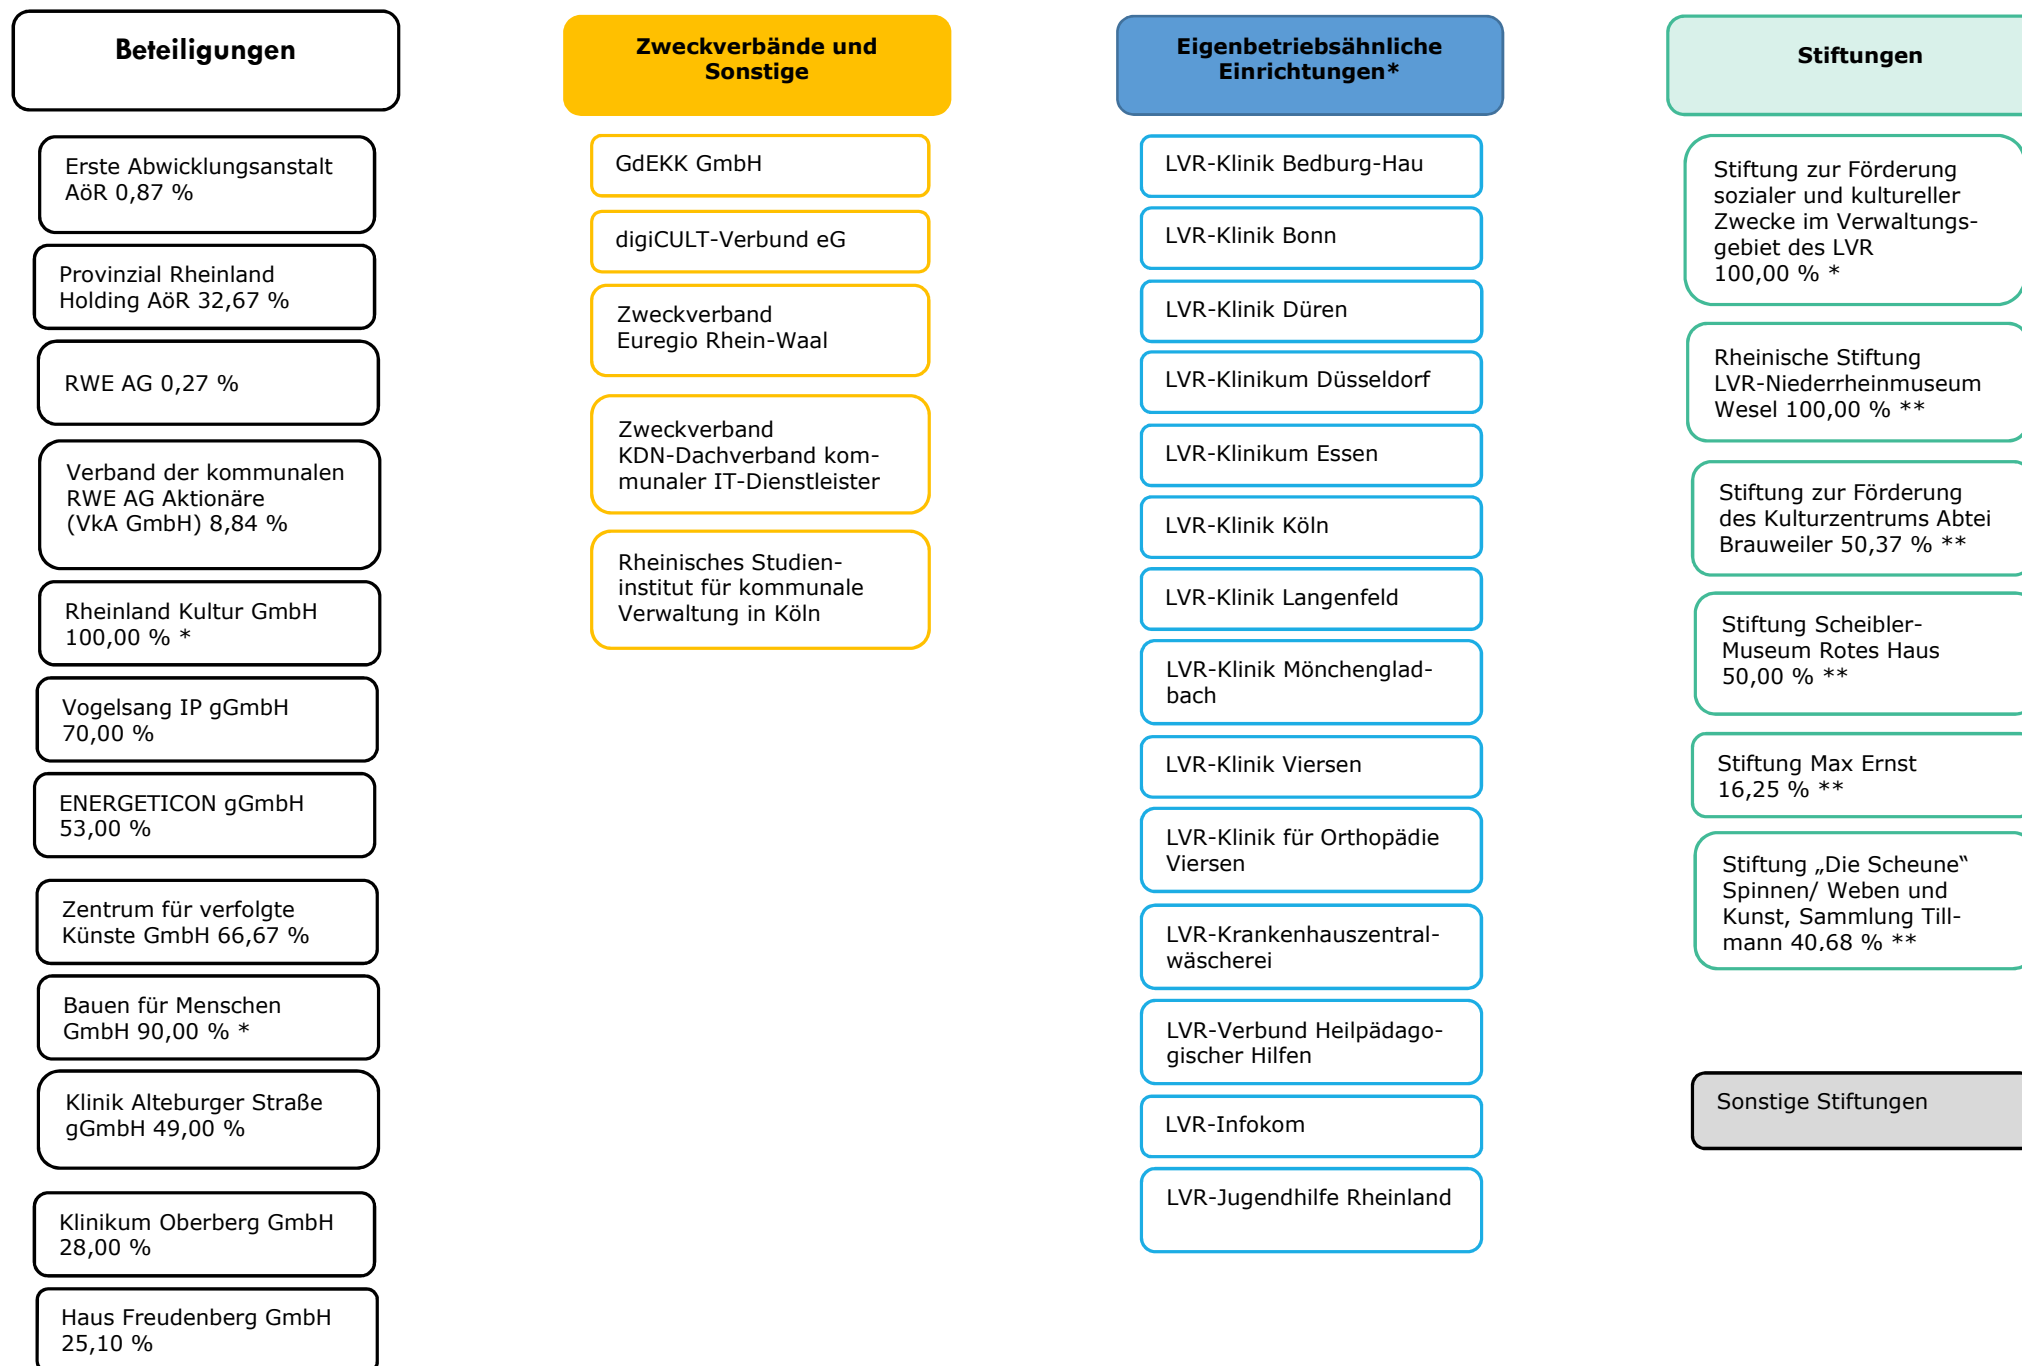 Beteiligungen
Erste Abwicklungsanstalt
AöR 0,87 %
Provinzial Rheinland
Holding AöR 32,67 %
RWE AG 0,27 %
Verband der kommunalen
RWE AG Aktionäre
(VkA GmbH) 8,84 %
Rheinland Kultur GmbH
100,00 % *
Vogelsang IP gGmbH
70,00 %
ENERGETICON gGmbH
53,00 %
Zentrum für verfolgte
Künste GmbH 66,67 %
Bauen für Menschen
GmbH 90,00 % *
Klinik Alteburger Straße
gGmbH 49,00 %
Klinikum Oberberg GmbH
28,00 %
Haus Freudenberg GmbH
25,10 %
Zweckverbände und
Sonstige
GdEKK GmbH
digiCULT-Verbund eG
Zweckverband
Euregio Rhein-Waal
Zweckverband
KDN-Dachverband kom-
munaler IT-Dienstleister
Rheinisches Studien-
institut für kommunale
Verwaltung in Köln
Eigenbetriebsähnliche
Einrichtungen*
LVR-Klinik Bedburg-Hau
LVR-Klinik Bonn
LVR-Klinik Düren
LVR-Klinikum Düsseldorf
LVR-Klinikum Essen
LVR-Klinik Köln
LVR-Klinik Langenfeld
LVR-Klinik Mönchenglad-
bach
LVR-Klinik Viersen
LVR-Klinik für Orthopädie
Viersen
LVR-Krankenhauszentral-
wäscherei
LVR-Verbund Heilpädago-
gischer Hilfen
LVR-Infokom
LVR-Jugendhilfe Rheinland
Stiftungen
Stiftung zur Förderung
sozialer und kultureller
Zwecke im Verwaltungs-
gebiet des LVR
100,00 % *
Rheinische Stiftung
LVR-Niederrheinmuseum
Wesel 100,00 % **
Stiftung zur Förderung
des Kulturzentrums Abtei
Brauweiler 50,37 % **
Stiftung Scheibler-
Museum Rotes Haus
50,00 % **
Stiftung Max Ernst
16,25 % **
Stiftung „Die Scheune“
Spinnen/ Weben und
Kunst, Sammlung Till-
mann 40,68 % **
Sonstige Stiftungen